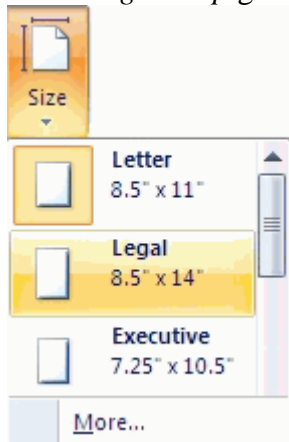 Size
Letter
8.5" x 11"
Legal
8.5" x 14"
Executive
7.25" x 10.5"
More...